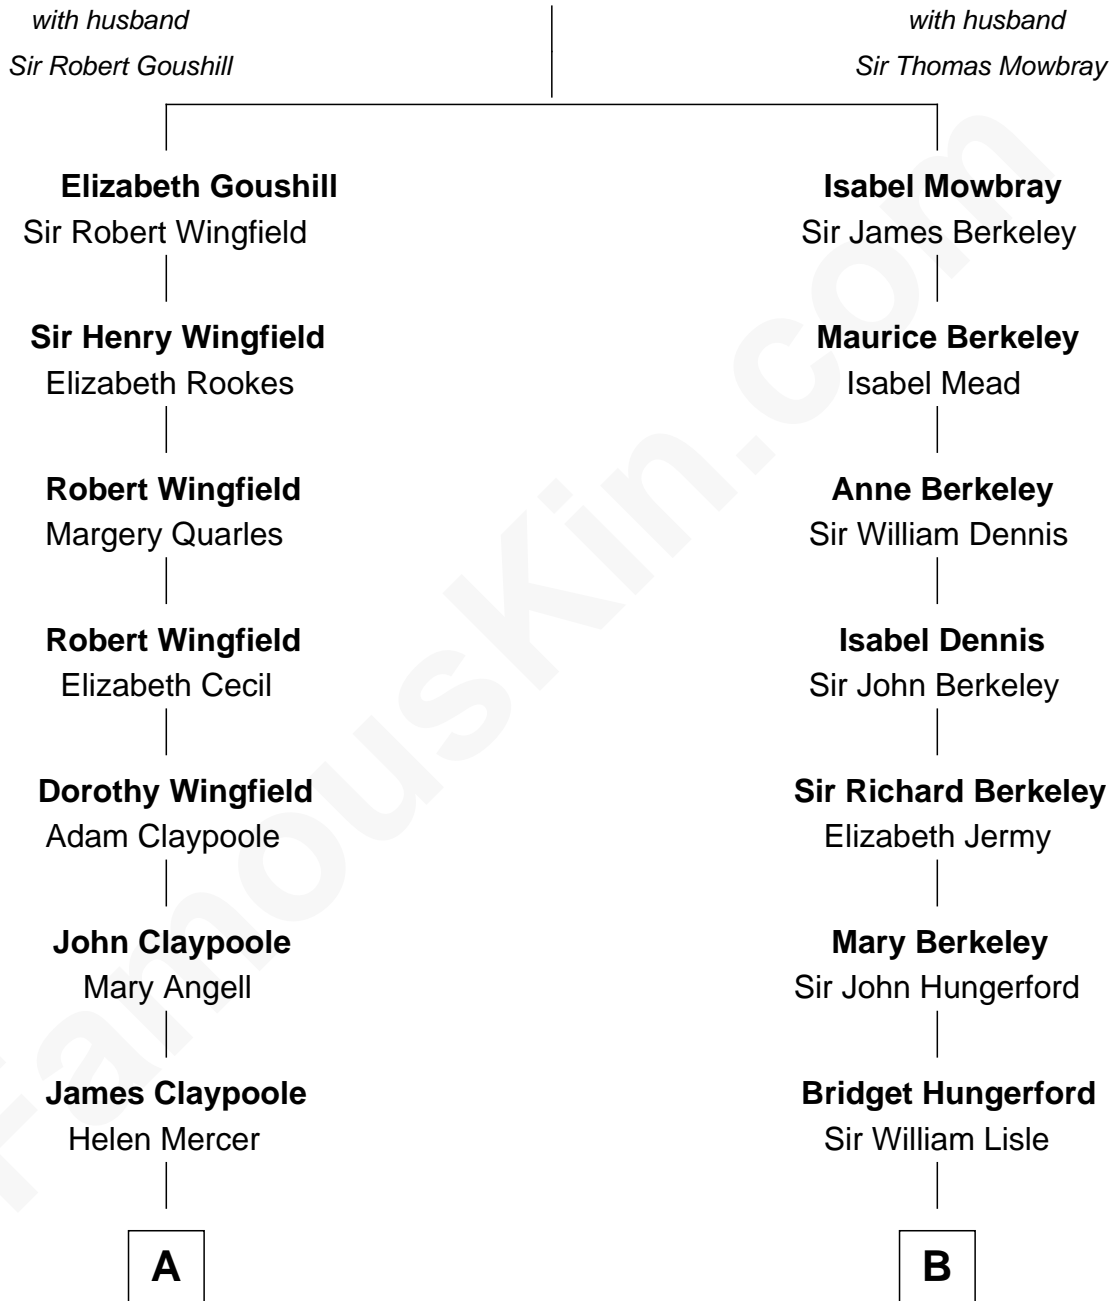 with husband
Sir Robert Goushill
with husband
Sir Thomas Mowbray
Elizabeth Goushill
Sir Robert Wingfield
Isabel Mowbray
Sir James Berkeley
Sir Henry Wingfield
Elizabeth Rookes
Maurice Berkeley
Isabel Mead
Robert Wingfield
Margery Quarles
Anne Berkeley
Sir William Dennis
Robert Wingfield
Elizabeth Cecil
Isabel Dennis
Sir John Berkeley
Dorothy Wingfield
Adam Claypoole
Sir Richard Berkeley
Elizabeth Jermy
John Claypoole
Mary Angell
Mary Berkeley
Sir John Hungerford
James Claypoole
Helen Mercer
Bridget Hungerford
Sir William Lisle
A
B
FamousKin.com